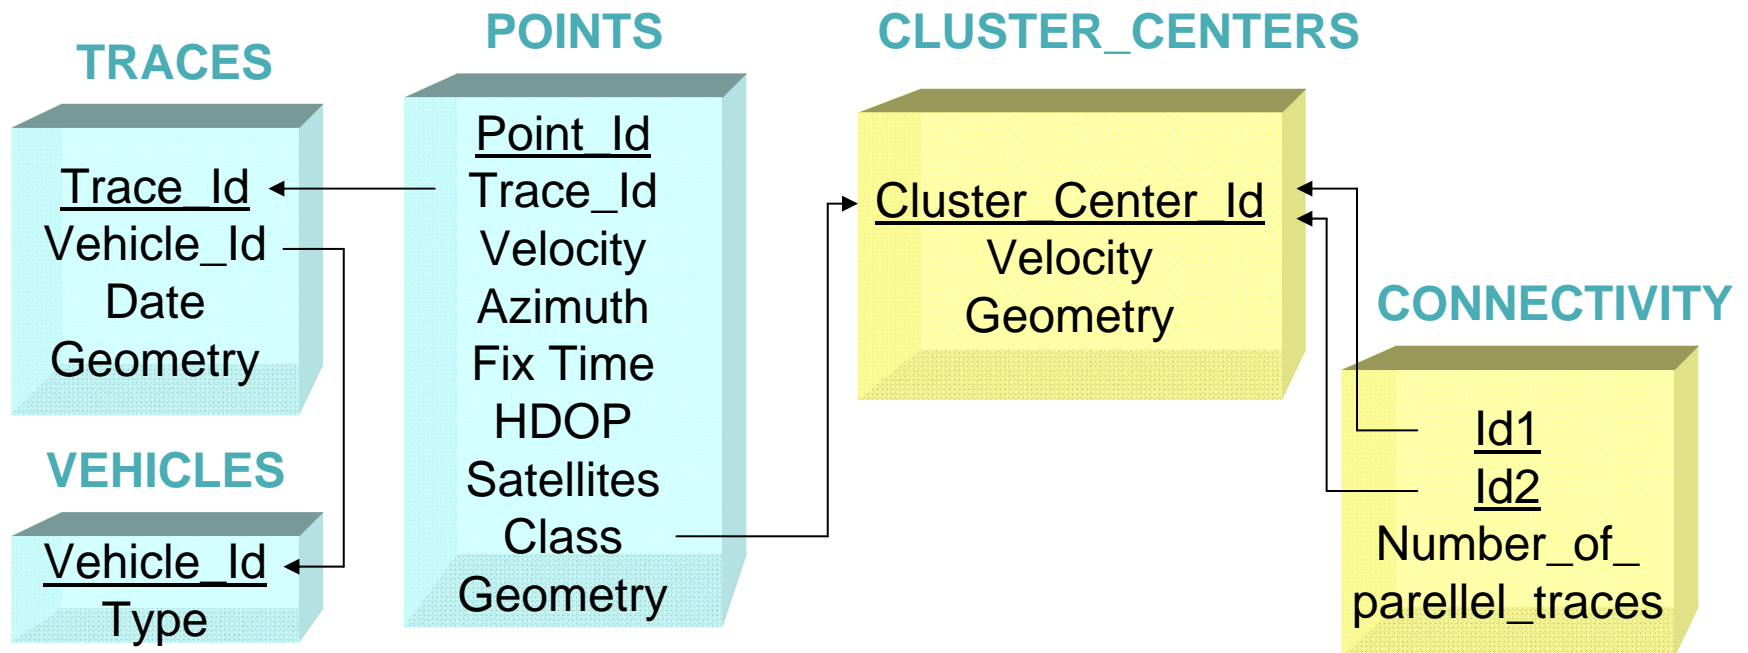 TRACES
Trace_Id
Vehicle_Id
Date
Geometry
VEHICLES
Vehicle_Id
Type
POINTS
Point_Id
Trace_Id
Velocity
Azimuth
Fix Time
HDOP
Satellites
Class
Geometry
CLUSTER_CENTERS
Cluster_Center_Id
Velocity
Geometry
CONNECTIVITY
Id1
Id2
Number_of_
parellel_traces